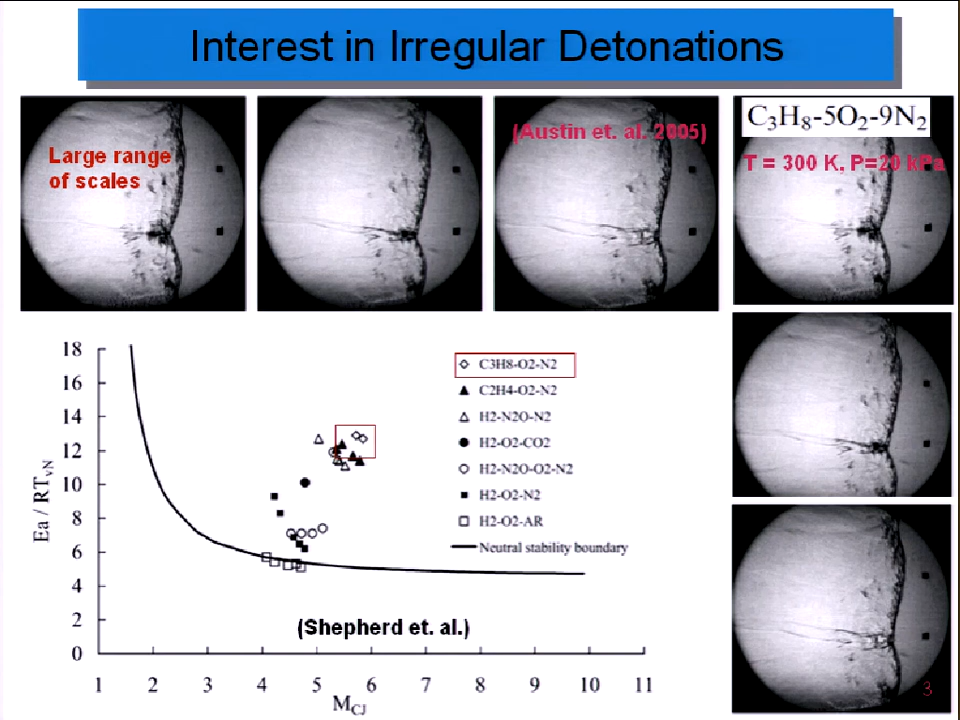 Interest in Irregular Detonations
Large range
of scales
(Austin et. al. 2005)
C3H8-5O2-9N2
T = 300 K, P=20 kPa
18
16
14
12
10
8
6
4
2
0
Ea / RTvN
C3H8-O2-N2
C2H4-O2-N2
H2-N2O-N2
H2-O2-CO2
H2-N2O-O2-N2
H2-O2-N2
H2-O2-AR
Neutral stability boundary
(Shepherd et. al.)
1 2 3 4 5 6 7 8 9 10 11
MCJ
3